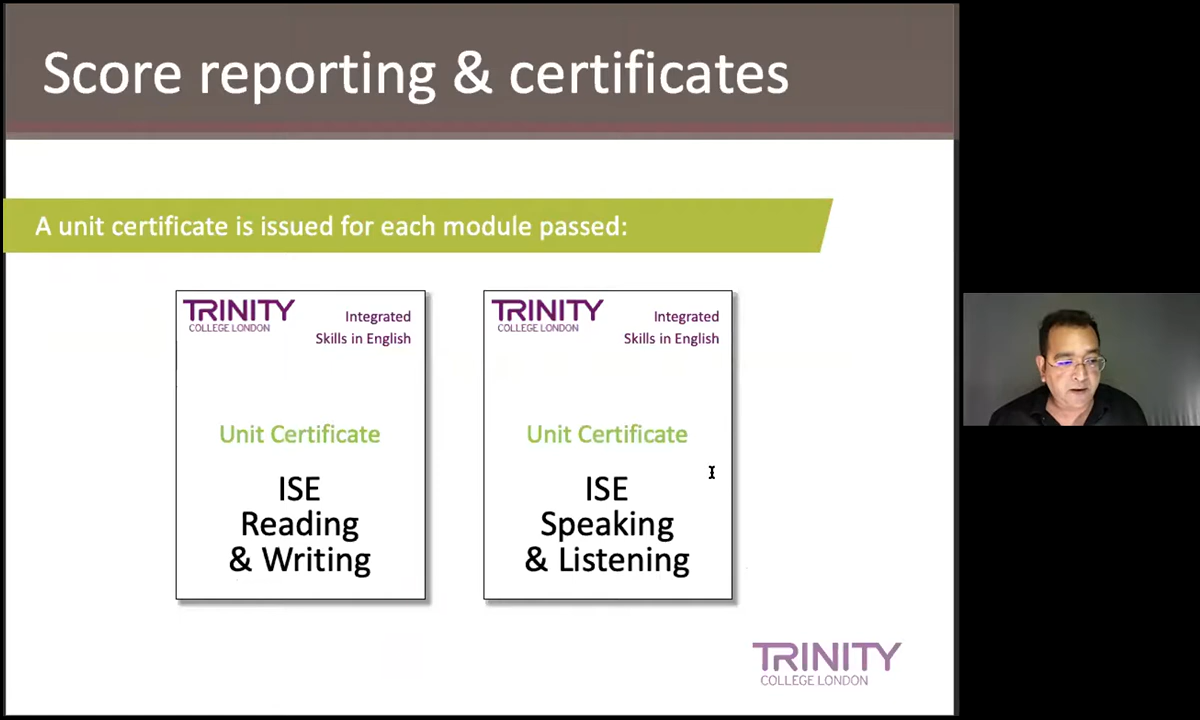 Score reporting & certificates
A unit certificate is issued for each module passed:
TRINITY
COLLEGE LONDON
Integrated
Skills in English
Unit Certificate
ISE
Reading
& Writing
TRINITY
COLLEGE LONDON
Integrated
Skills in English
Unit Certificate
ISE
Speaking
& Listening
TRINITY
COLLEGE LONDON